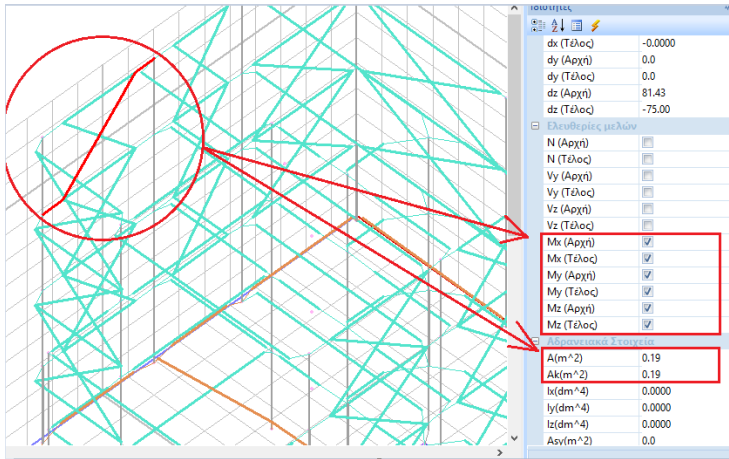 Ιδιότητες
dx (Τέλος) -0.0000
dy (Αρχή) 0.0
dy (Τέλος) 0.0
dz (Αρχή) 81.43
dz (Τέλος) -75.00
Ελευθερίες μελών
N (Αρχή)
N (Τέλος)
Vy (Αρχή)
Vy (Τέλος)
Vz (Αρχή)
Vz (Τέλος)
Mx (Αρχή)
Mx (Τέλος)
My (Αρχή)
My (Τέλος)
Mz (Αρχή)
Mz (Τέλος)
Αδρανειακά Στοιχεία
A(m^2) 0.19
Ak(m^2) 0.19
Ix(dm^4) 0.0000
Iy(dm^4) 0.0000
Iz(dm^4) 0.0000
Asy(m^2) 0.0